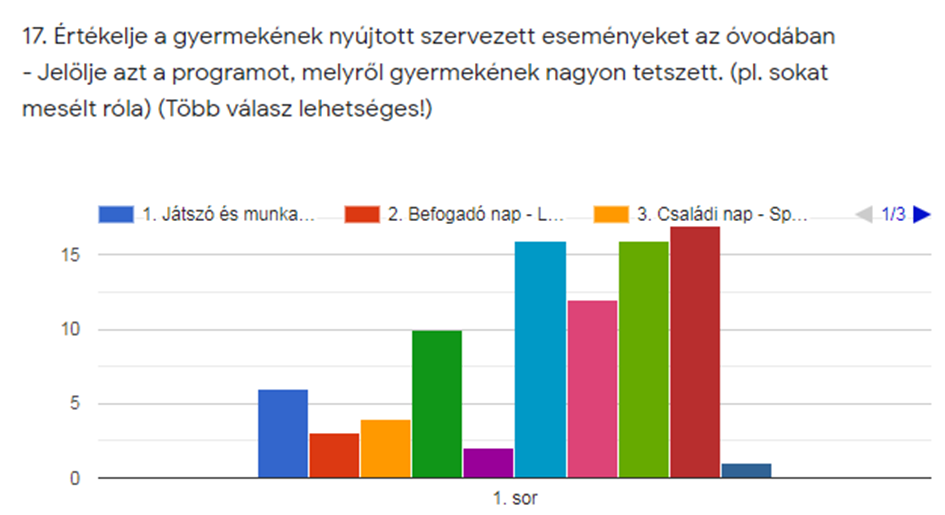 17. Értékelje a gyermekének nyújtott szervezett eseményeket az óvodában
- Jelölje azt a programot, melyről gyermekének nagyon tetszett. (pl. sokat
mesélt róla) (Több válasz lehetséges!)
1. Játszó és munka... 2. Befogadó nap - L... 3. Családi nap - Sp... 1/3
15
10
5
0
1. sor